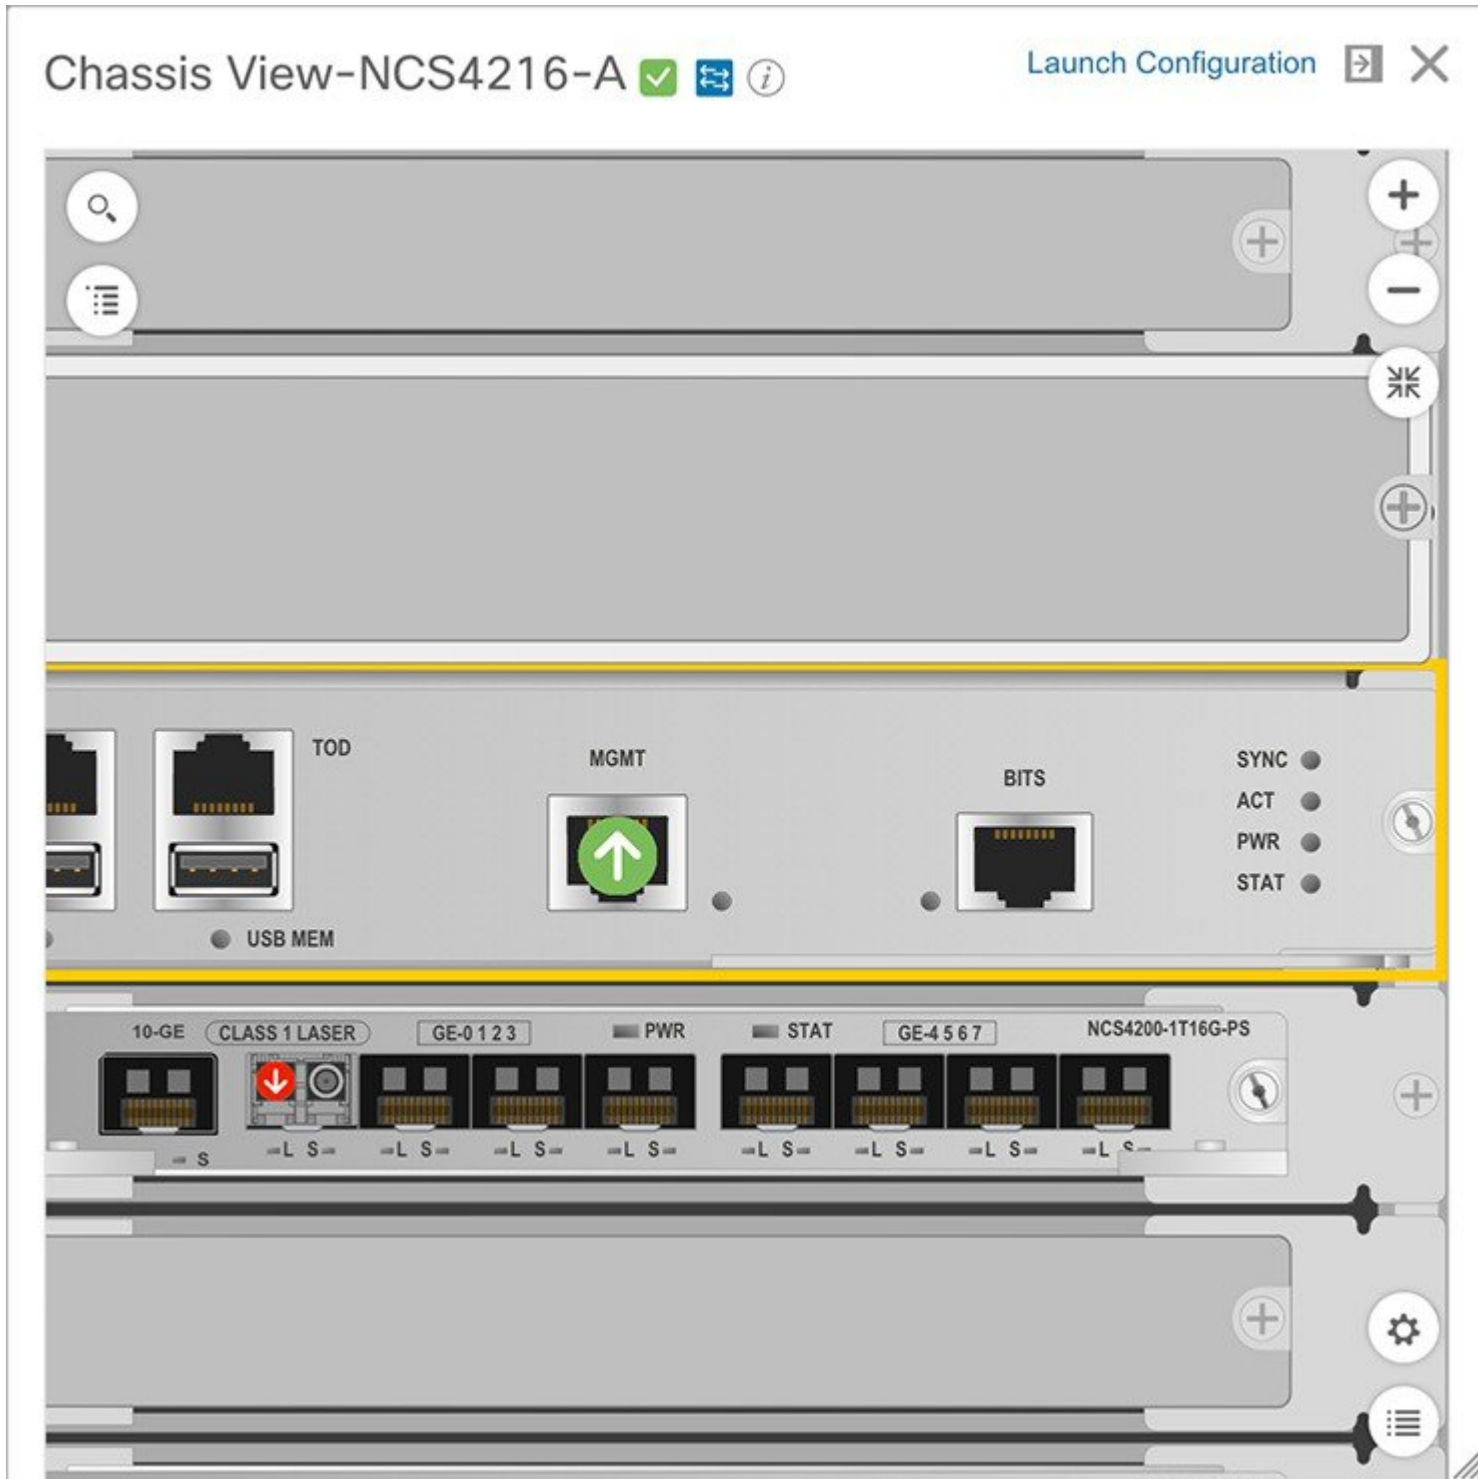 Chassis View-NCS4216-A
Launch Configuration
TOD
MGMT
BITS
SYNC
ACT
PWR
STAT
USB MEM
10-GE CLASS 1 LASER GE-0 1 2 3 PWR STAT GE-4 5 6 7 NCS4200-1T16G-PS
S L S L S L S L S L S L S L S L S